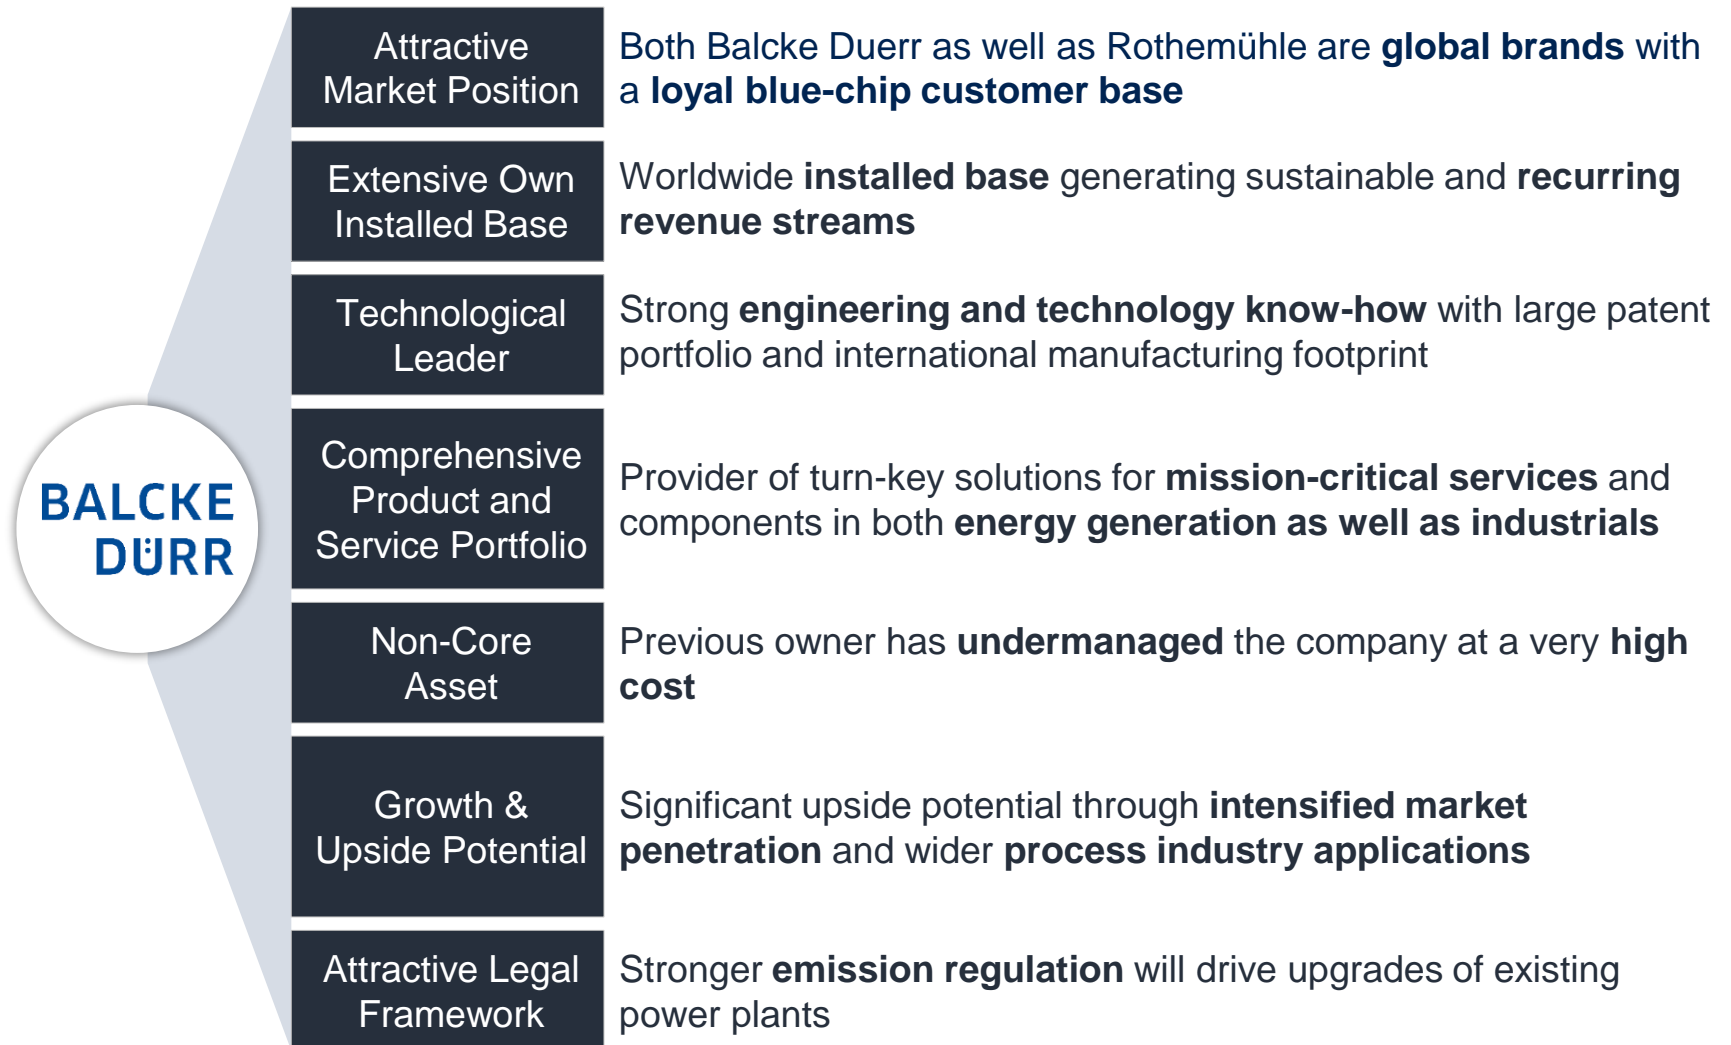 Attractive
Market Position
Both Balcke Duerr as well as Rothemühle are global brands with
a loyal blue-chip customer base
Extensive Own
Installed Base
Worldwide installed base generating sustainable and recurring
revenue streams
Technological
Leader
Strong engineering and technology know-how with large patent
portfolio and international manufacturing footprint
BALCKE
DÜRR
Comprehensive
Product and
Service Portfolio
Provider of turn-key solutions for mission-critical services and
components in both energy generation as well as industrials
Non-Core
Asset
Previous owner has undermanaged the company at a very high
cost
Growth &
Upside Potential
Significant upside potential through intensified market
penetration and wider process industry applications
Attractive Legal
Framework
Stronger emission regulation will drive upgrades of existing
power plants